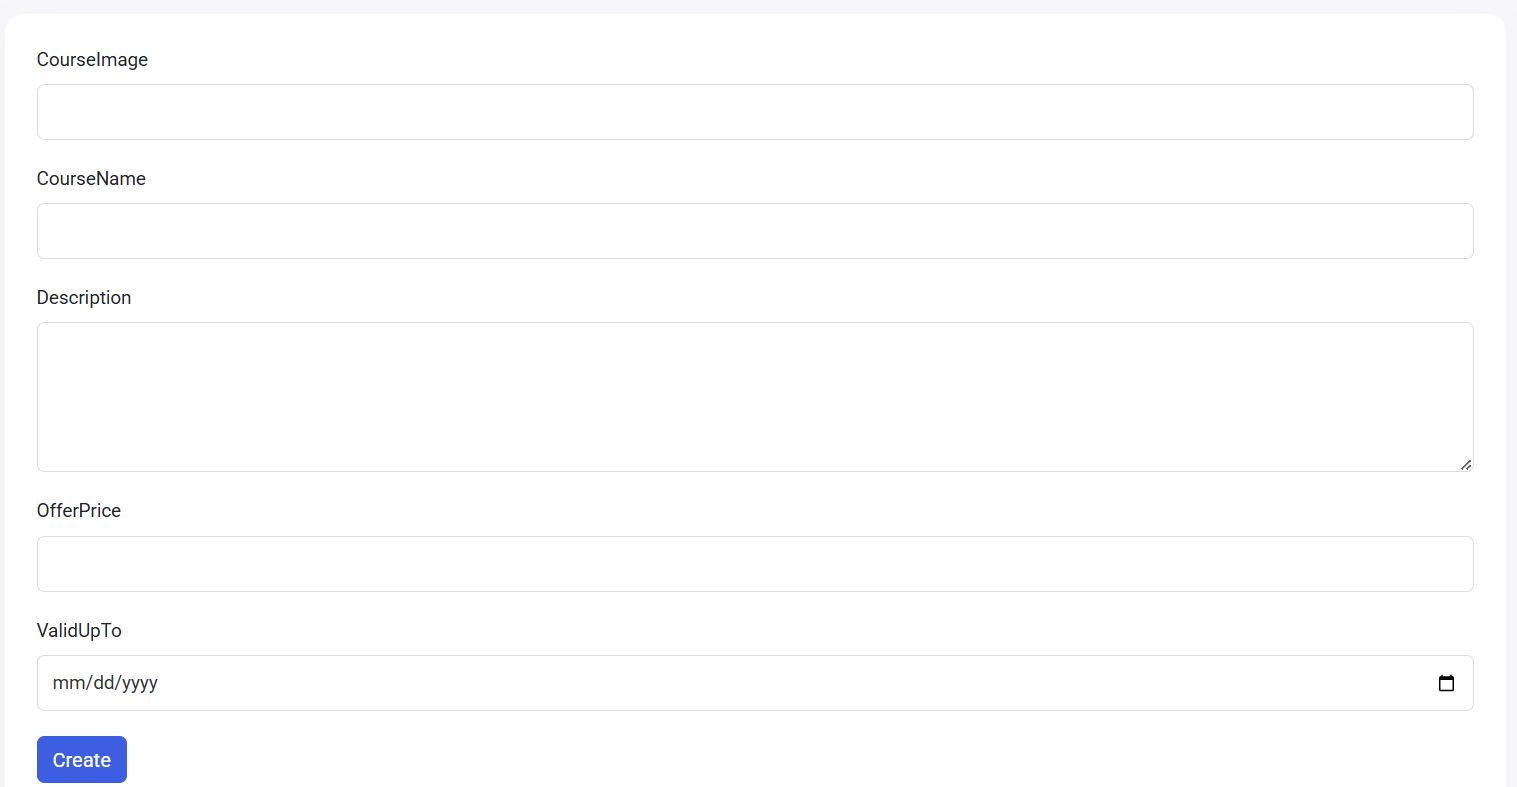 CourseImage
CourseName
Description
OfferPrice
ValidUpTo
mm/dd/yyyy
Create